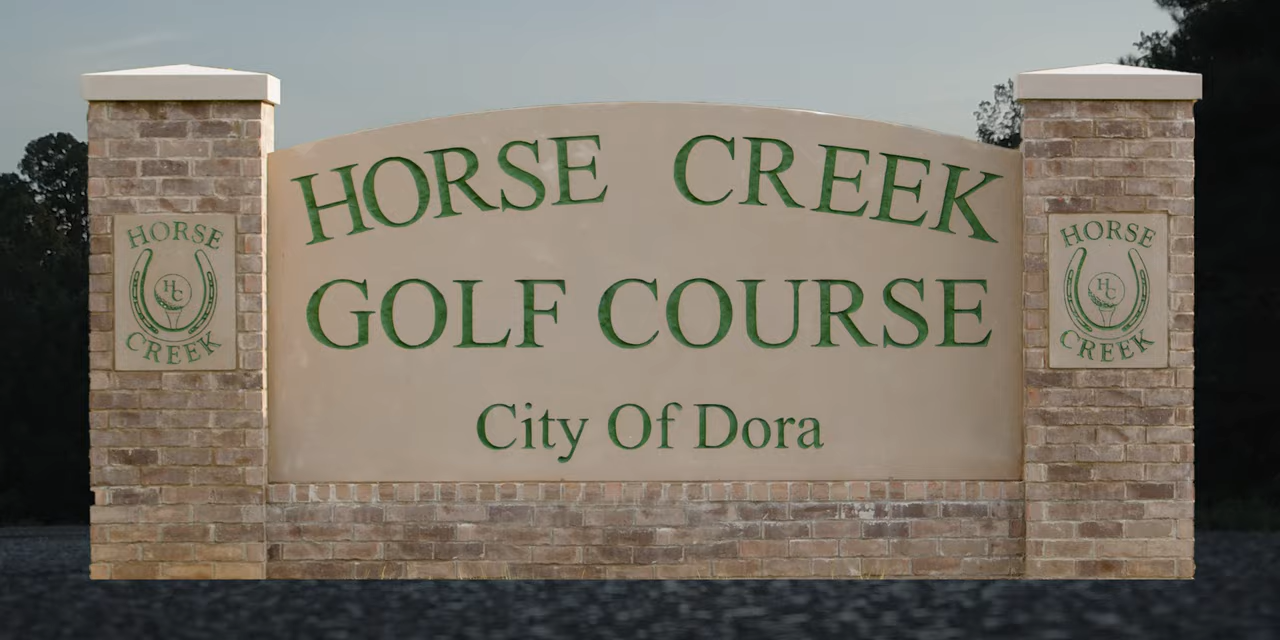 HORSE CREEK
GOLF COURSE
City Of Dora
HORSE
HC
CREEK
HORSE
HC
CREEK